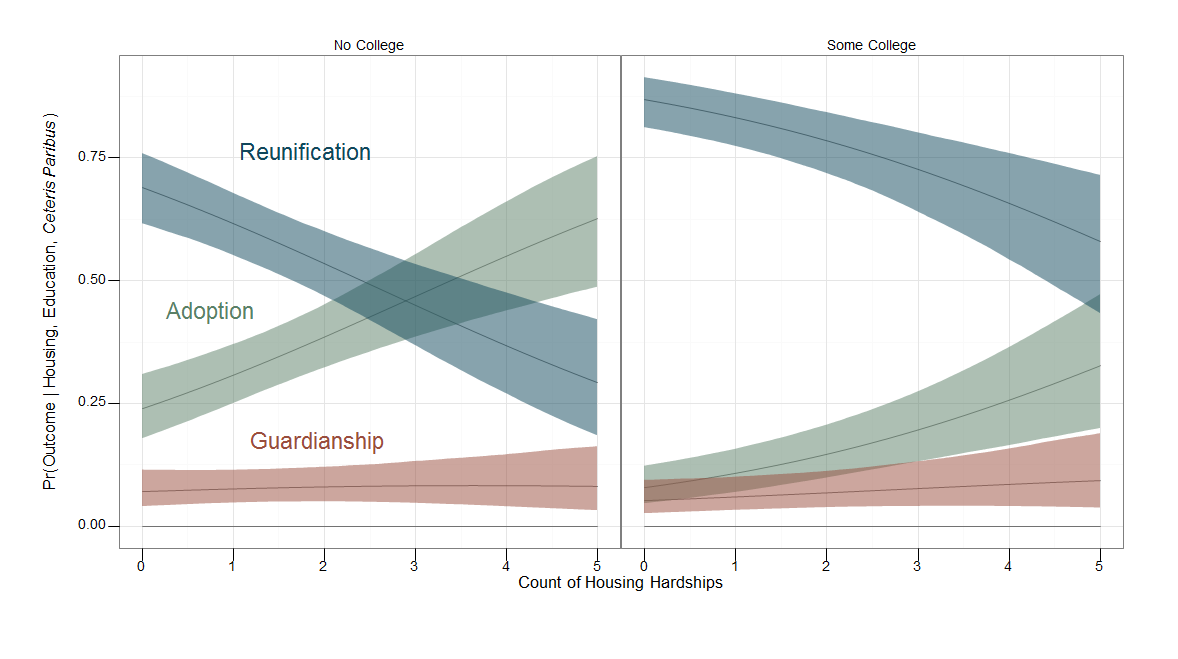 No College
Some College
Pr(Outcome | Housing, Education, Ceteris Paribus)
0.75
0.50
0.25
0.00
Reunification
Adoption
Guardianship
0 1 2 3 4 5
0 1 2 3 4 5
Count of Housing Hardships